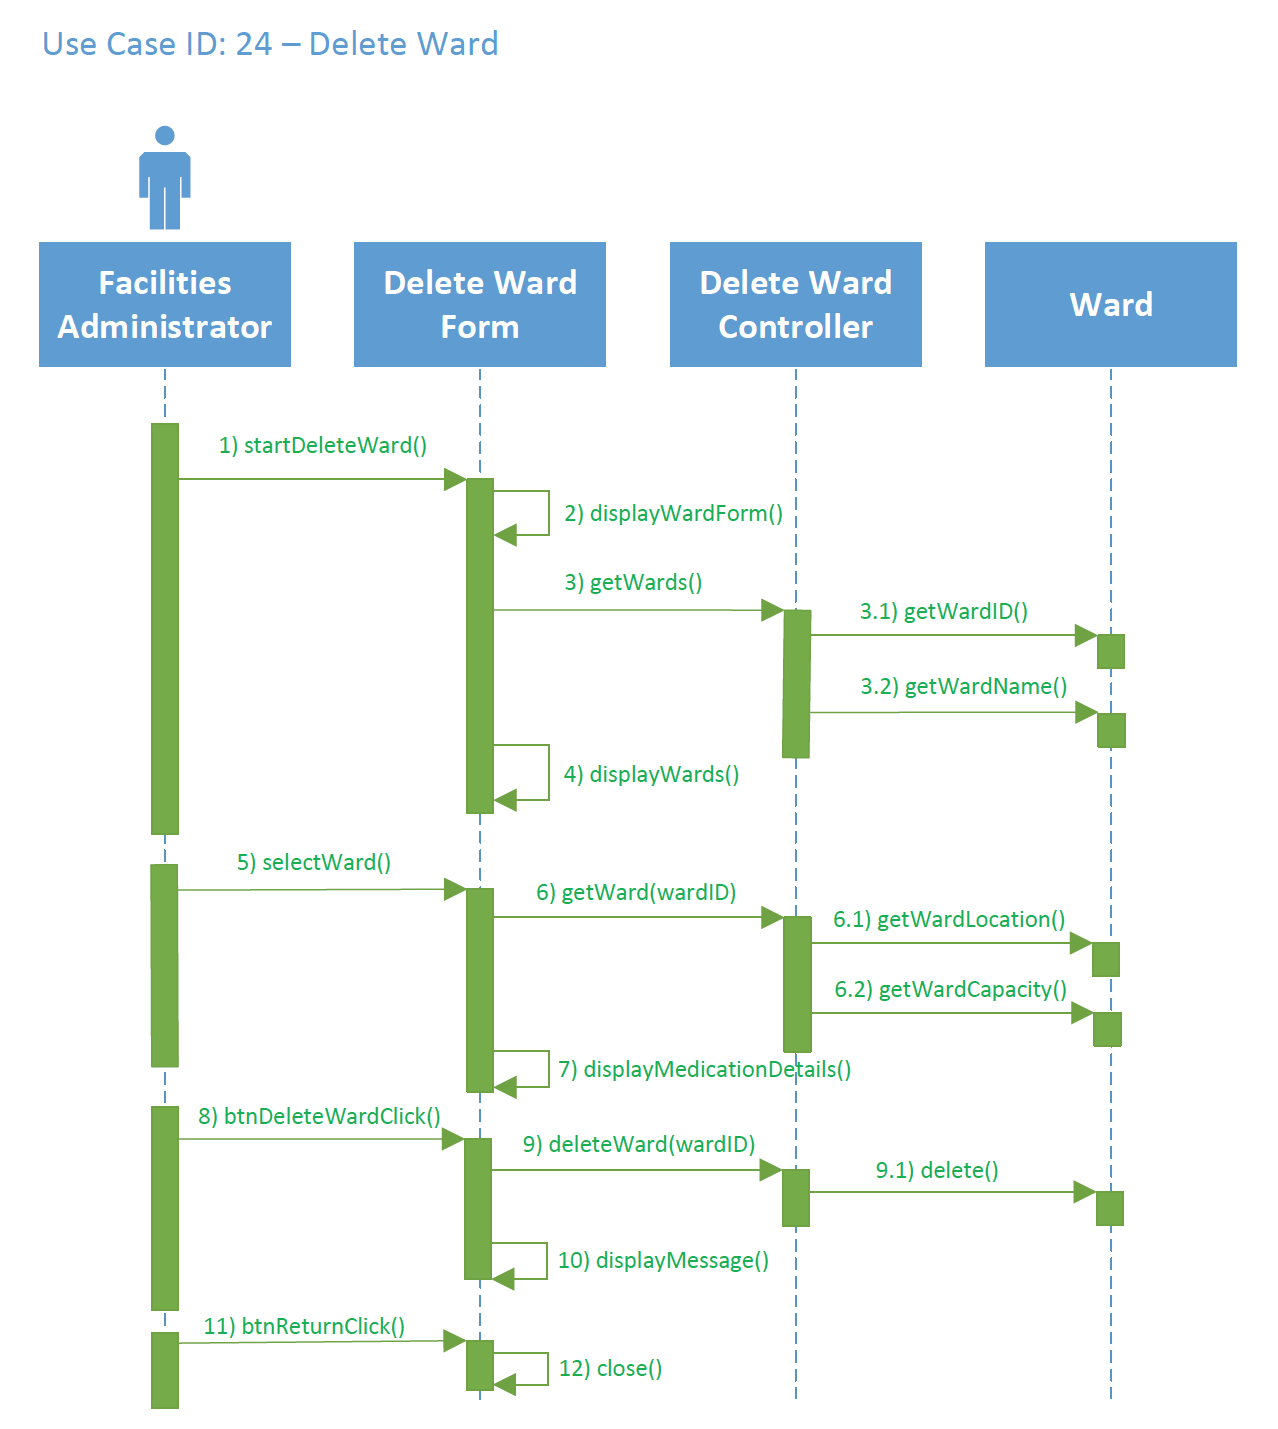 Use Case ID: 24 – Delete Ward
Facilities
Administrator
Delete Ward
Form
Delete Ward
Controller
Ward
1) startDeleteWard()
2) displayWardForm()
3) getWards()
3.1) getWardID()
3.2) getWardName()
4) displayWards()
5) selectWard()
6) getWard(wardID)
6.1) getWardLocation()
6.2) getWardCapacity()
7) displayMedicationDetails()
8) btnDeleteWardClick()
9) deleteWard(wardID)
9.1) delete()
10) displayMessage()
11) btnReturnClick()
12) close()